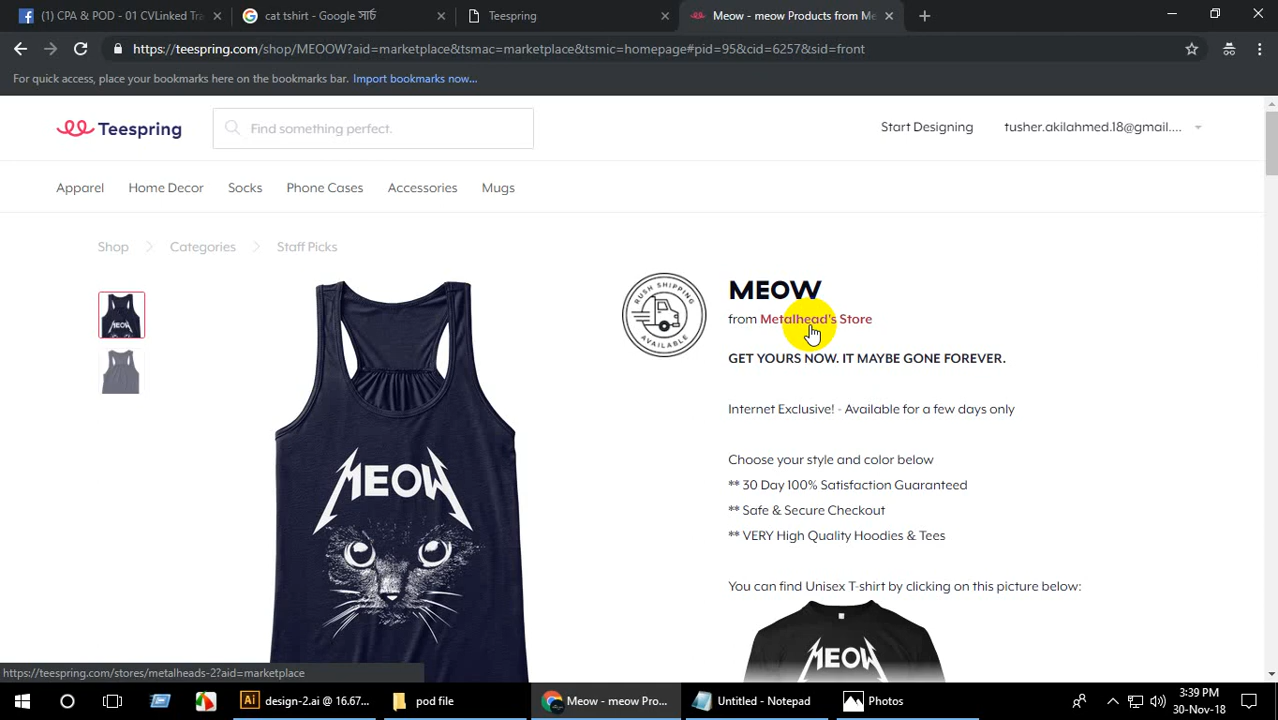 (1) CPA & POD - 01 CVLinked Tra
cat tshirt - Google সার্চ
Teespring
Meow - meow Products from Me
https://teespring.com/shop/MEOOW?aid=marketplace&tsmac=marketplace&tsmic=homepage#pid=95&cid=6257&sid=front
For quick access, place your bookmarks here on the bookmarks bar. Import bookmarks now...
Teespring
Find something perfect.
Start Designing
tusher.akilahmed.18@gmail....
Apparel
Home Decor
Socks
Phone Cases
Accessories
Mugs
Shop
Categories
Staff Picks
RUSH SHIPPING
AVAILABLE
MEOW
from Metalhead's Store
GET YOURS NOW. IT MAYBE GONE FOREVER.
Internet Exclusive! - Available for a few days only
Choose your style and color below
** 30 Day 100% Satisfaction Guaranteed
** Safe & Secure Checkout
** VERY High Quality Hoodies & Tees
You can find Unisex T-shirt by clicking on this picture below:
MEOW
MEOW
MEOW
https://teespring.com/stores/metalheads-2?aid=marketplace
design-2.ai @ 16.67...
pod file
Meow - meow Pro...
Untitled - Notepad
Photos
3:39 PM
30-Nov-18